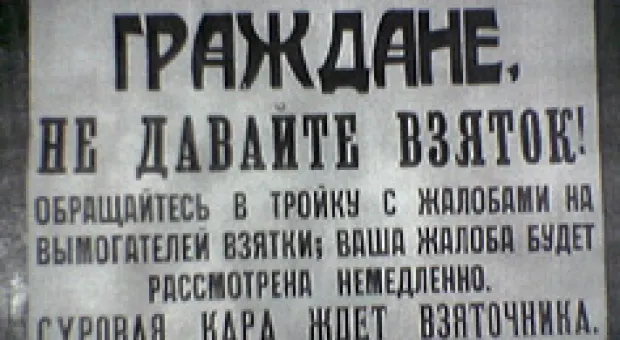 ГРАЖДАНЕ,
НЕ ДАВАЙТЕ ВЗЯТОК!
ОБРАЩАЙТЕСЬ В ТРОЙКУ С ЖАЛОБАМИ НА
ВЫМОГАТЕЛЕЙ ВЗЯТКИ; ВАША ЖАЛОБА БУДЕТ
РАССМОТРЕНА НЕМЕДЛЕННО.
СУРОВАЯ КАРА ЖДЕТ ВЗЯТОЧНИКА.